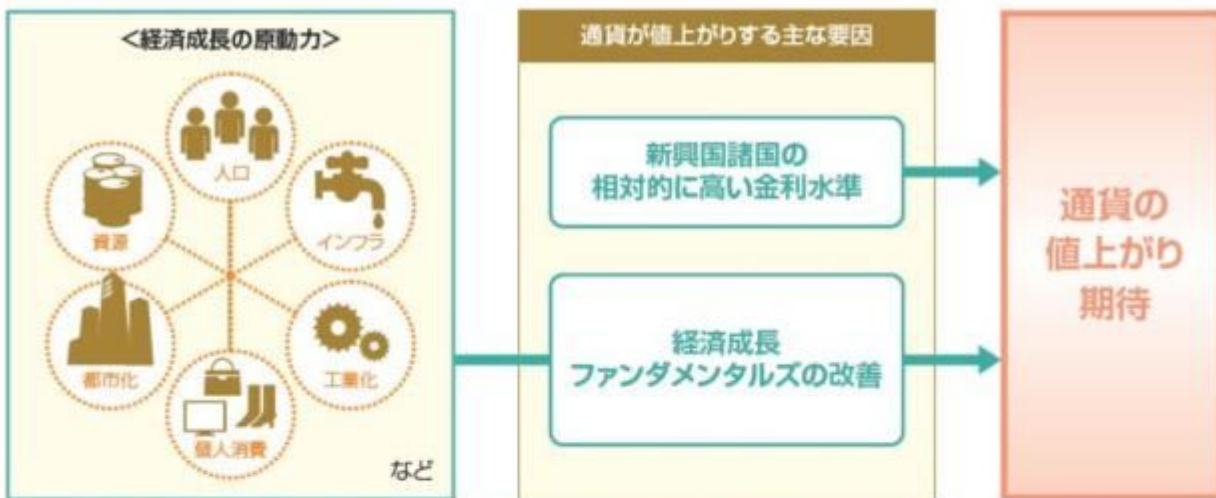 <経済成長の原動力>
人口
資源
インフラ
都市化
工業化
個人消費
など
通貨が値上がりする主な要因
新興国諸国の
相対的に高い金利水準
経済成長
ファンダメンタルズの改善
通貨の
値上がり
期待